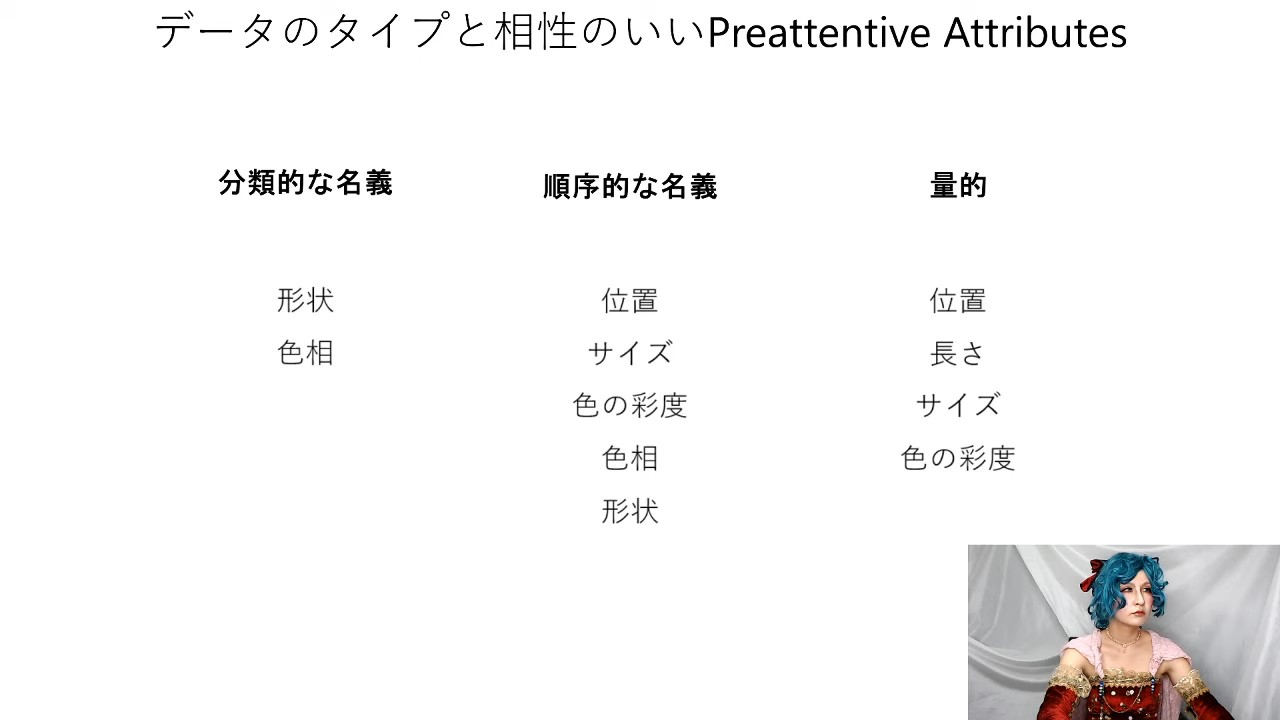 データのタイプと相性のいいPreattentive Attributes
分類的な名義
形状
色相
順序的な名義
位置
サイズ
色の彩度
色相
形状
量的
位置
長さ
サイズ
色の彩度